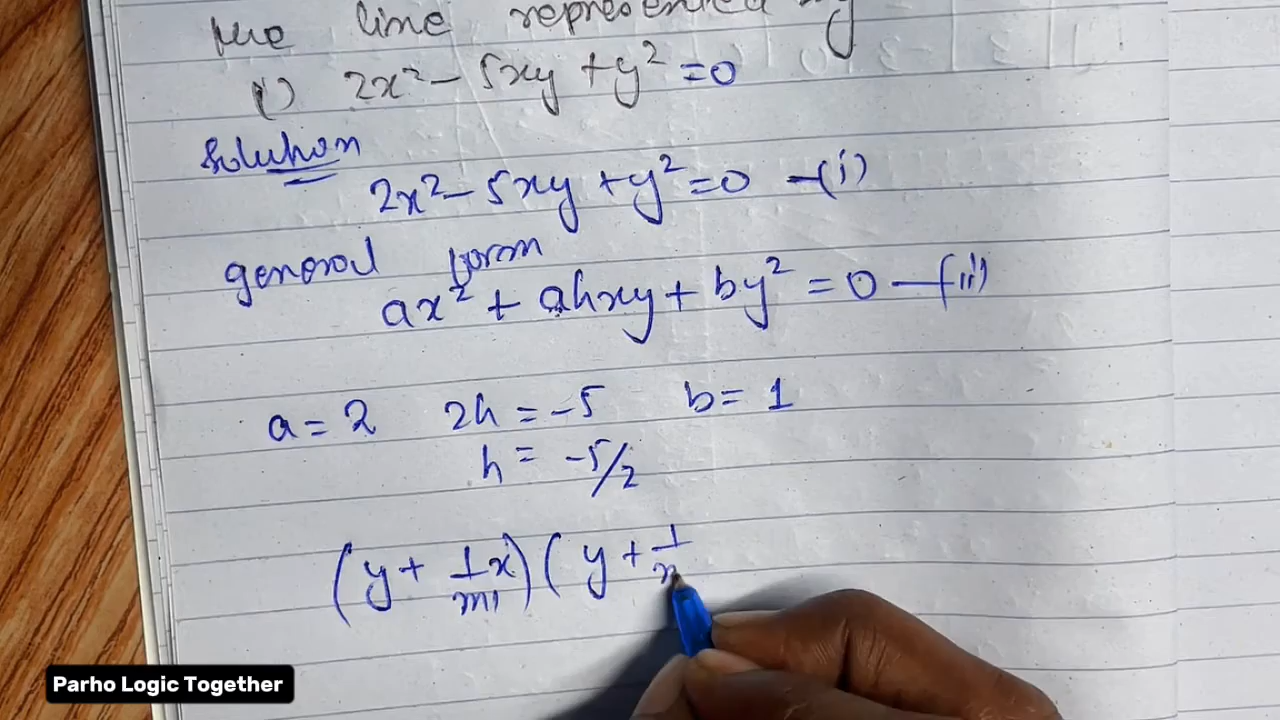 the line represented by
(i) 2x² - 5xy + y² = 0
Solution
2x² - 5xy + y² = 0 -(i)
general form
ax² + 2hxy + by² = 0 -(ii)
a = 2 2h = -5 b = 1
h = -5/2
(y + 1/m₁ x) (y + 1/m
Parho Logic Together